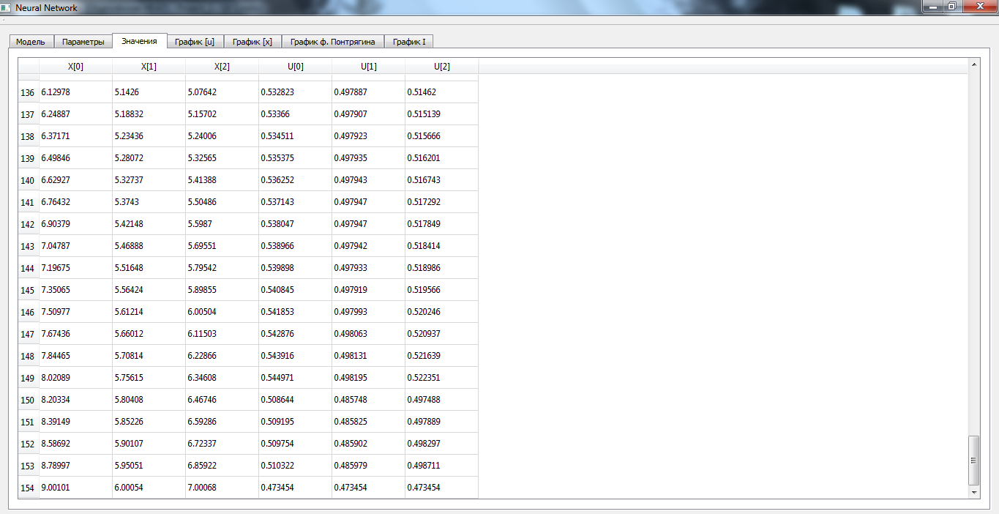 Neural Network
Модель Параметры Значения График [u] График [x] График ф. Понтрягина График I
X[0] X[1] X[2] U[0] U[1] U[2]
136 6.12978 5.1426 5.07642 0.532823 0.497887 0.51462
137 6.24887 5.18832 5.15702 0.53366 0.497907 0.515139
138 6.37171 5.23436 5.24006 0.534511 0.497923 0.515666
139 6.49846 5.28072 5.32565 0.535375 0.497935 0.516201
140 6.62927 5.32737 5.41388 0.536252 0.497943 0.516743
141 6.76432 5.3743 5.50486 0.537143 0.497947 0.517292
142 6.90379 5.42148 5.5987 0.538047 0.497947 0.517849
143 7.04787 5.46888 5.69551 0.538966 0.497942 0.518414
144 7.19675 5.51648 5.79542 0.539898 0.497933 0.518986
145 7.35065 5.56424 5.89855 0.540845 0.497919 0.519566
146 7.50977 5.61214 6.00504 0.541853 0.497993 0.520246
147 7.67436 5.66012 6.11503 0.542876 0.498063 0.520937
148 7.84465 5.70814 6.22866 0.543916 0.498131 0.521639
149 8.02089 5.75615 6.34608 0.544971 0.498195 0.522351
150 8.20334 5.80408 6.46746 0.508644 0.485748 0.497488
151 8.39149 5.85226 6.59286 0.509195 0.485825 0.497889
152 8.58692 5.90107 6.72337 0.509754 0.485902 0.498297
153 8.78997 5.95051 6.85922 0.510322 0.485979 0.498711
154 9.00101 6.00054 7.00068 0.473454 0.473454 0.473454